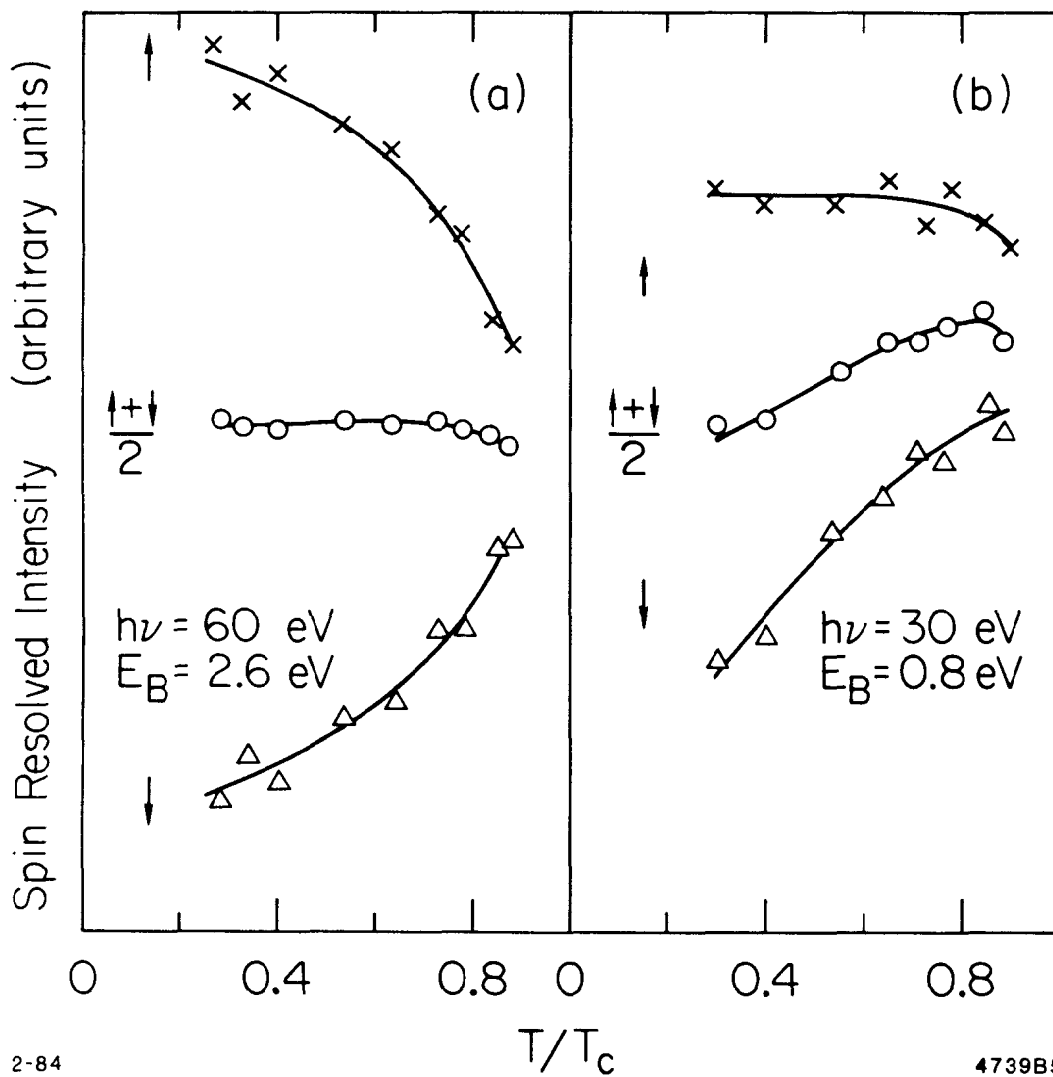 Spin Resolved Intensity (arbitrary units)
(a)
↑
↑+↓
2
↓
hν = 60 eV
E_B = 2.6 eV
(b)
↑
↑+↓
2
↓
hν = 30 eV
E_B = 0.8 eV
0 0.4 0.8 0 0.4 0.8
T/T_C
2-84
4739B5